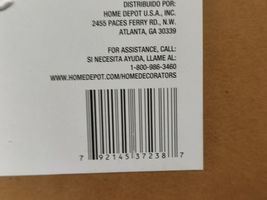 DISTRIBUIDO POR:
HOME DEPOT U.S.A., INC.
2455 PACES FERRY RD., N.W.
ATLANTA, GA 30339
FOR ASSISTANCE, CALL:
SI NECESITA AYUDA, LLAME AL:
1-800-986-3460
WWW.HOMEDEPOT.COM/HOMEDECORATORS
7 92145 37238 7